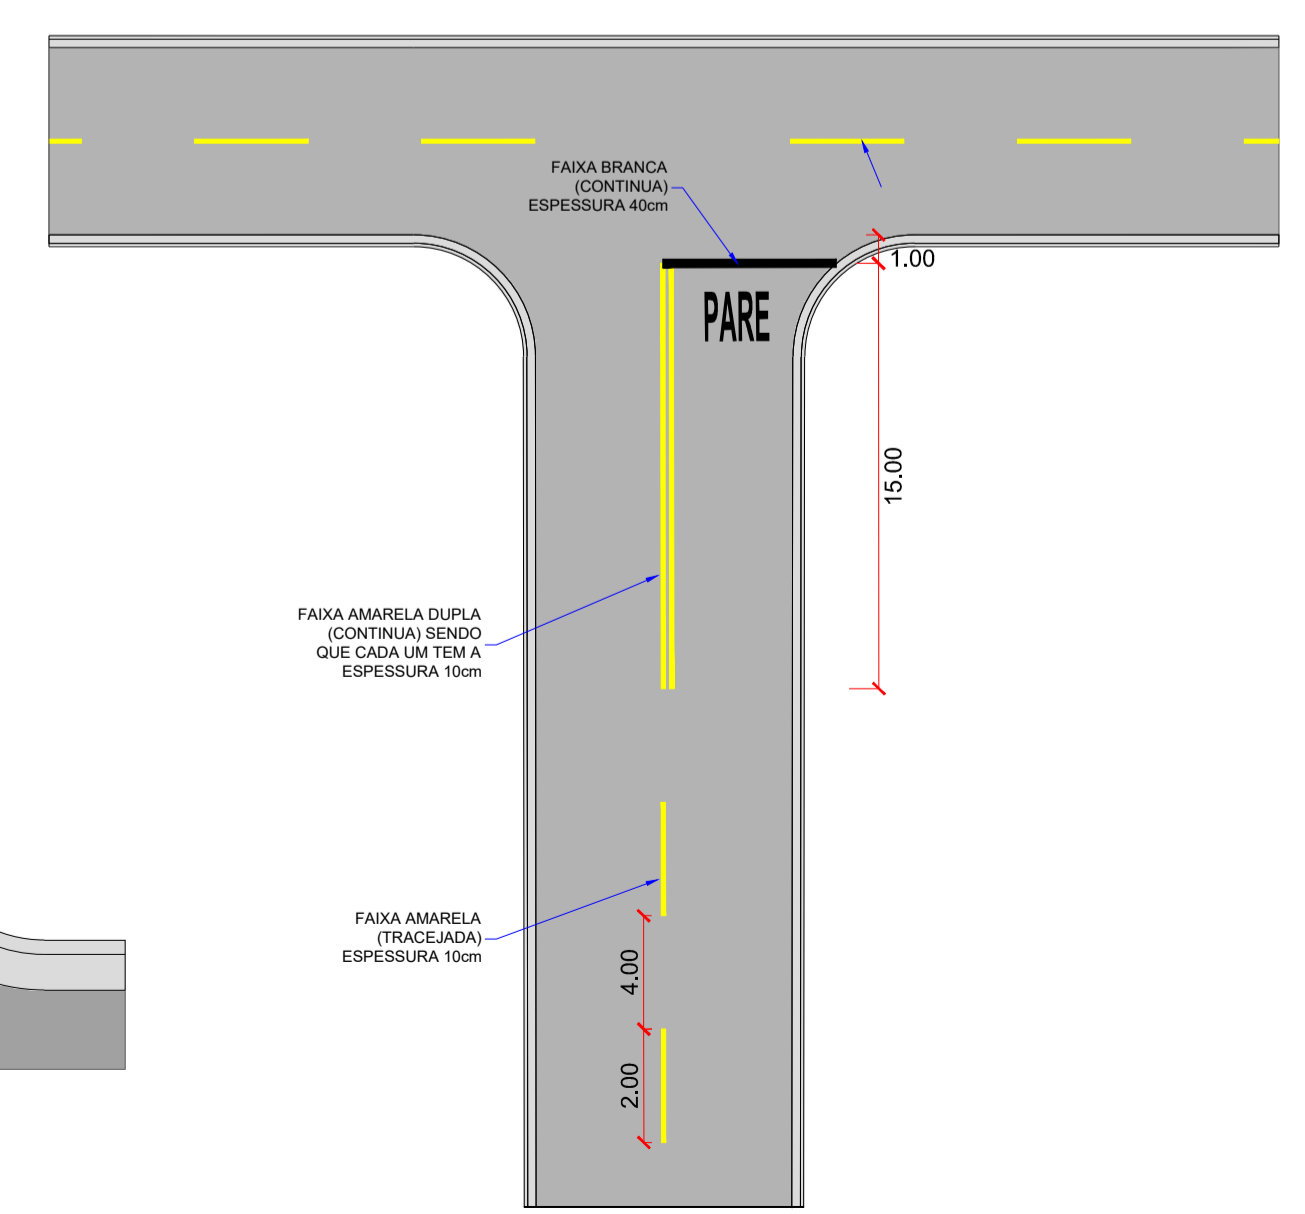 FAIXA BRANCA
(CONTINUA)
ESPESSURA 40cm
1.00
PARE
15.00
FAIXA AMARELA DUPLA
(CONTINUA) SENDO
QUE CADA UM TEM A
ESPESSURA 10cm
FAIXA AMARELA
(TRACEJADA)
ESPESSURA 10cm
4.00
2.00